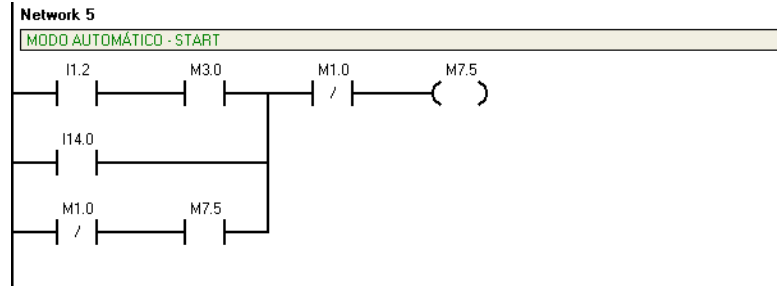 Network 5
MODO AUTOMÁTICO - START
I1.2 M3.0 M1.0 M7.5
I14.0
M1.0 M7.5